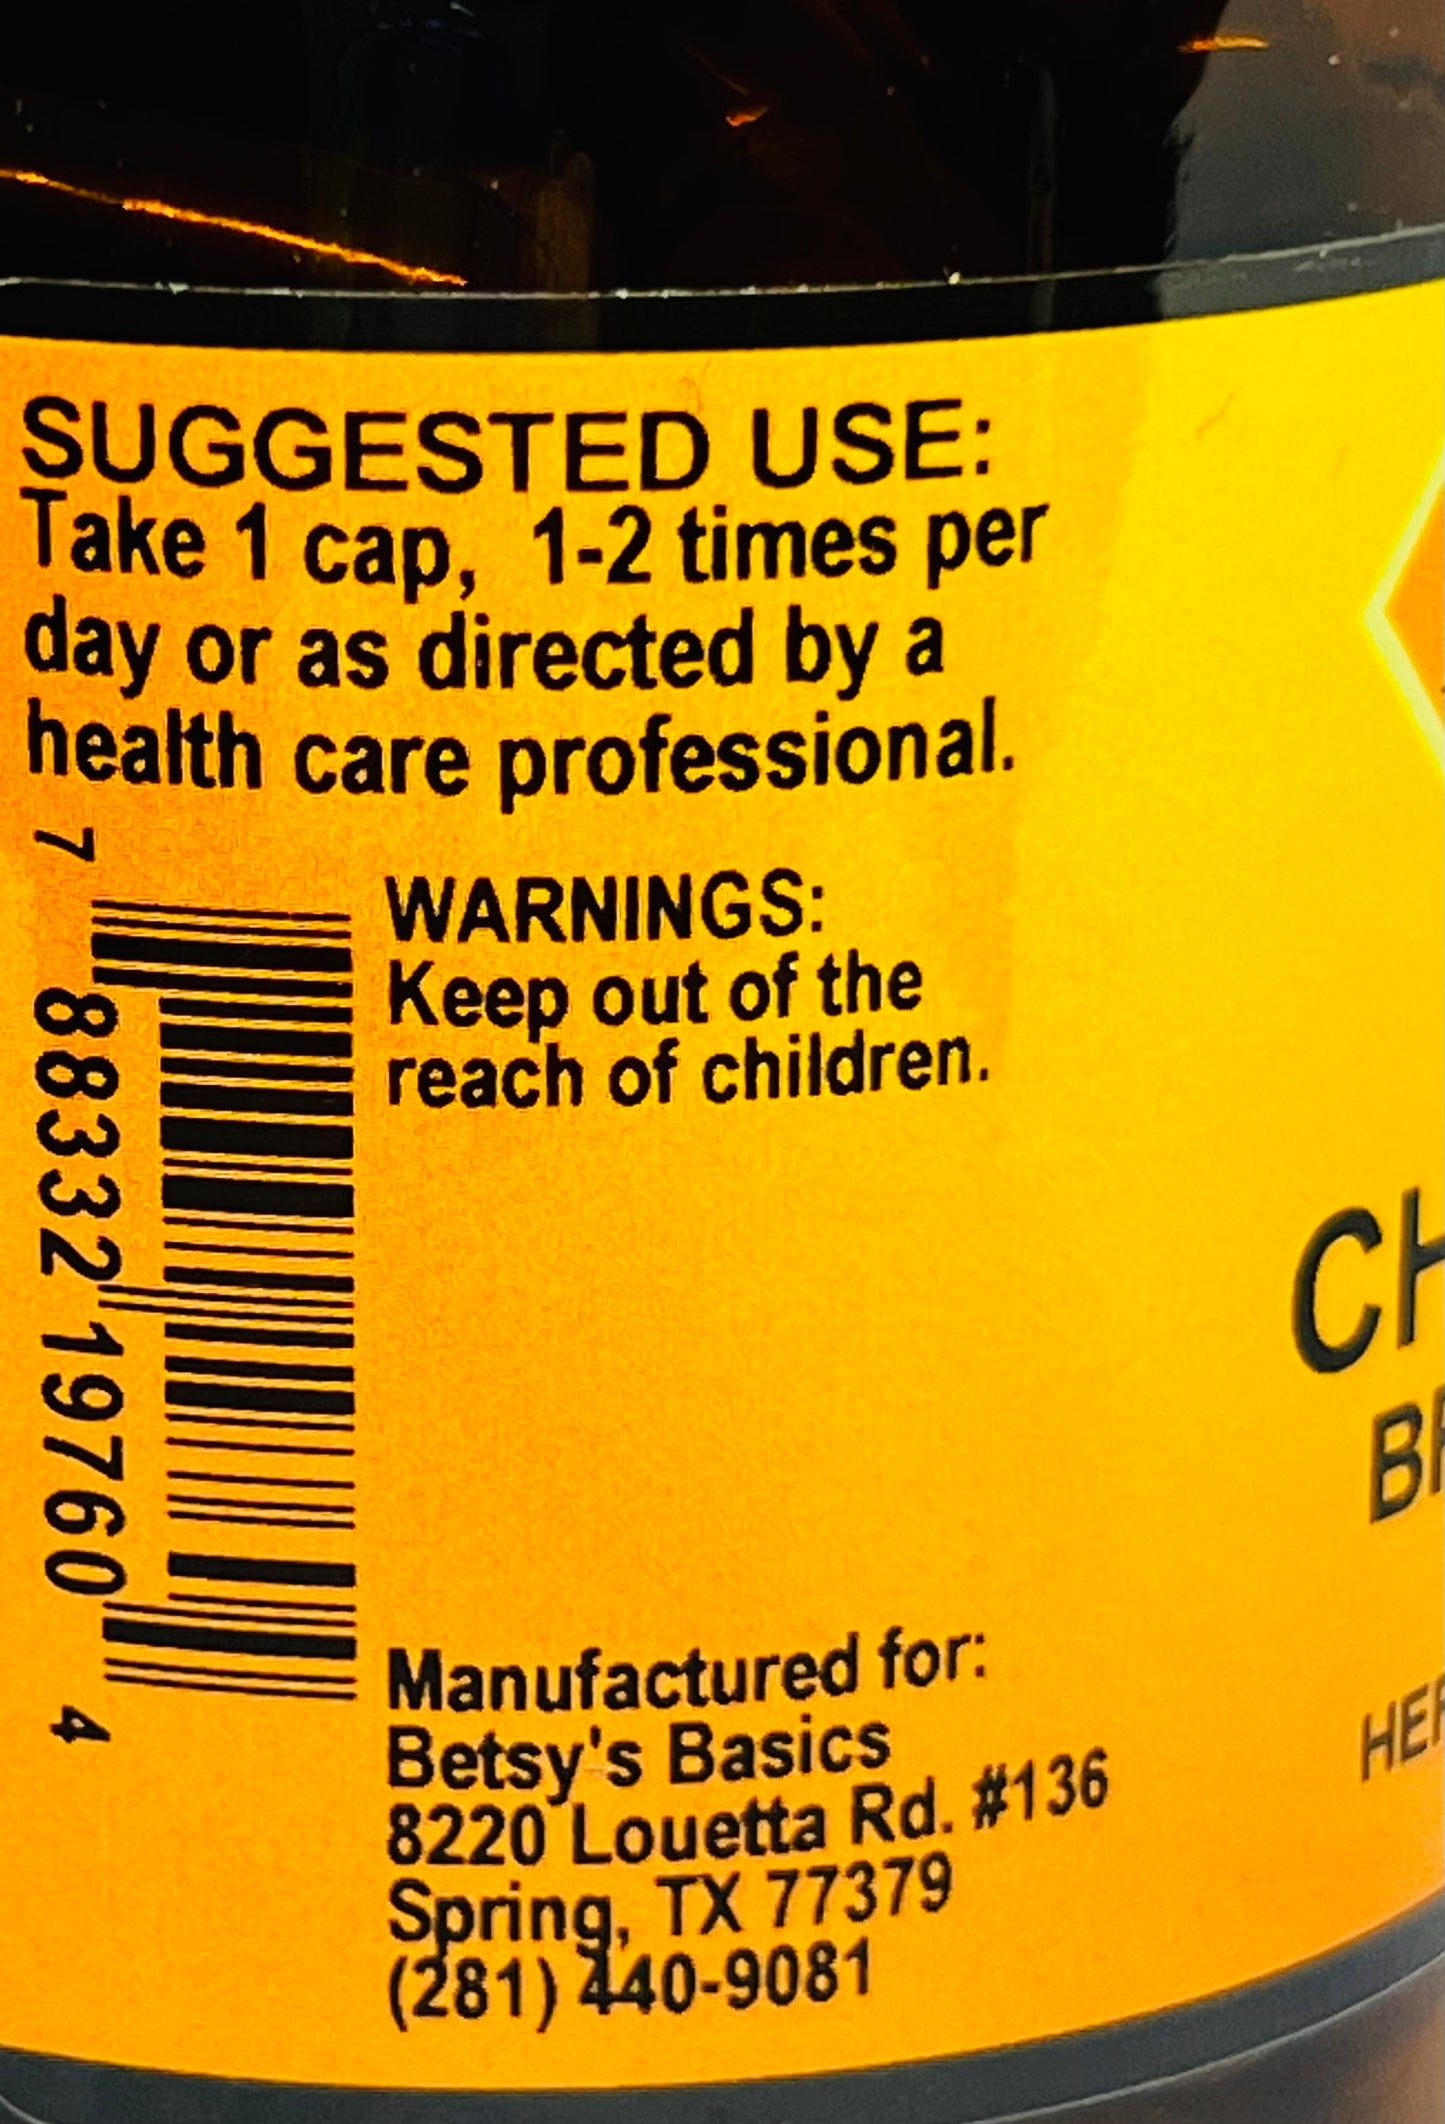 SUGGESTED USE:
Take 1 cap, 1-2 times per
day or as directed by a
health care professional.
7 88332 19760 4
WARNINGS:
Keep out of the
reach of children.
Manufactured for:
Betsy's Basics
8220 Louetta Rd. #136
Spring, TX 77379
(281) 440-9081